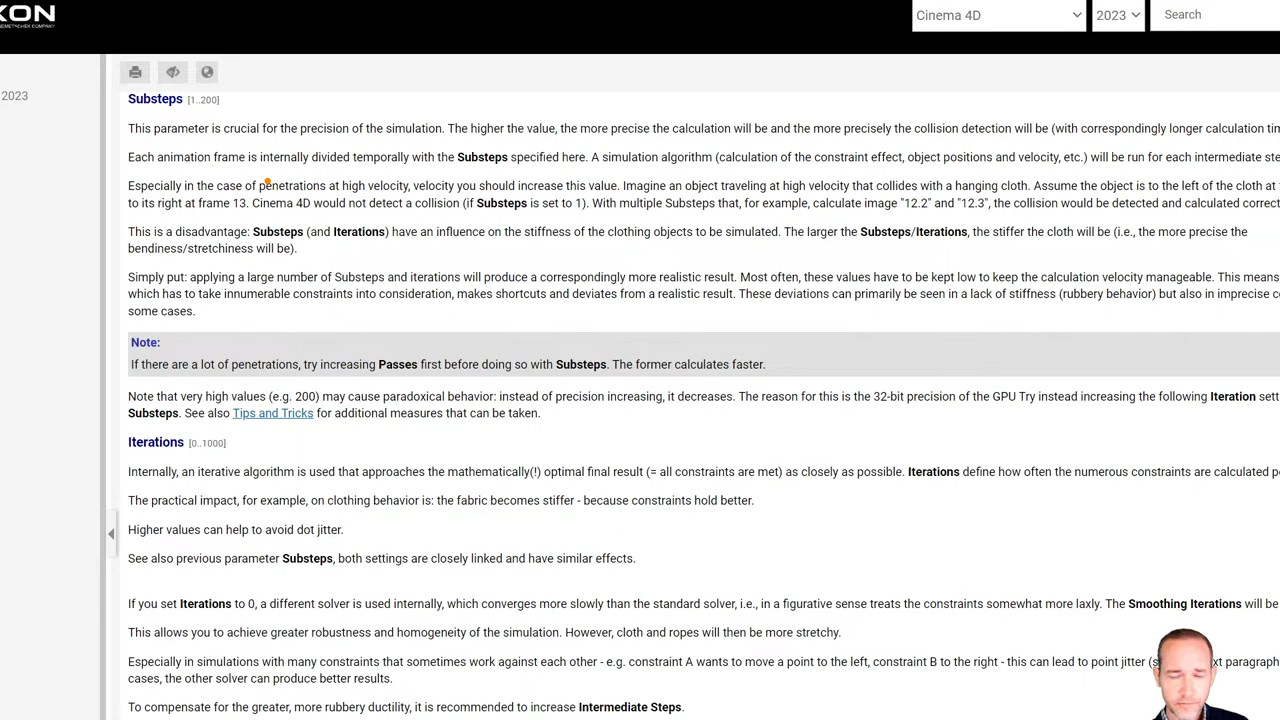 XON
A NEMETSCHEK COMPANY
Cinema 4D
2023
Search
2023
Substeps [1..200]
This parameter is crucial for the precision of the simulation. The higher the value, the more precise the calculation will be and the more precisely the collision detection will be (with correspondingly longer calculation
Each animation frame is internally divided temporally with the Substeps specified here. A simulation algorithm (calculation of the constraint effect, object positions and velocity, etc.) will be run for each intermediate
Especially in the case of penetrations at high velocity, velocity you should increase this value. Imagine an object traveling at high velocity that collides with a hanging cloth. Assume the object is to the left of the cloth at
to its right at frame 13. Cinema 4D would not detect a collision (if Substeps is set to 1). With multiple Substeps that, for example, calculate image "12.2" and "12.3", the collision would be detected and calculated
This is a disadvantage: Substeps (and Iterations) have an influence on the stiffness of the clothing objects to be simulated. The larger the Substeps/Iterations, the stiffer the cloth will be (i.e., the more precise the
bendiness/stretchiness will be).
Simply put: applying a large number of Substeps and iterations will produce a correspondingly more realistic result. Most often, these values have to be kept low to keep the calculation velocity manageable. This means
which has to take innumerable constraints into consideration, makes shortcuts and deviates from a realistic result. These deviations can primarily be seen in a lack of stiffness (rubbery behavior) but also in imprecise
some cases.
Note:
If there are a lot of penetrations, try increasing Passes first before doing so with Substeps. The former calculates faster.
Note that very high values (e.g. 200) may cause paradoxical behavior: instead of precision increasing, it decreases. The reason for this is the 32-bit precision of the GPU Try instead increasing the following Iteration
Substeps. See also Tips and Tricks for additional measures that can be taken.
Iterations [0..1000]
Internally, an iterative algorithm is used that approaches the mathematically(!) optimal final result (= all constraints are met) as closely as possible. Iterations define how often the numerous constraints are calculated
The practical impact, for example, on clothing behavior is: the fabric becomes stiffer - because constraints hold better.
Higher values can help to avoid dot jitter.
See also previous parameter Substeps, both settings are closely linked and have similar effects.
If you set Iterations to 0, a different solver is used internally, which converges more slowly than the standard solver, i.e., in a figurative sense treats the constraints somewhat more laxly. The Smoothing Iterations will be
This allows you to achieve greater robustness and homogeneity of the simulation. However, cloth and ropes will then be more stretchy.
Especially in simulations with many constraints that sometimes work against each other - e.g. constraint A wants to move a point to the left, constraint B to the right - this can lead to point jitter paragraph
cases, the other solver can produce better results.
To compensate for the greater, more rubbery ductility, it is recommended to increase Intermediate Steps.